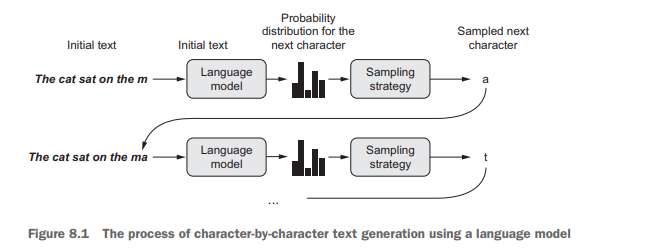 Initial text
Initial text
Probability
distribution for the
next character
Sampled next
character
The cat sat on the m
Language
model
Sampling
strategy
a
The cat sat on the ma
Language
model
Sampling
strategy
t
...
Figure 8.1 The process of character-by-character text generation using a language model